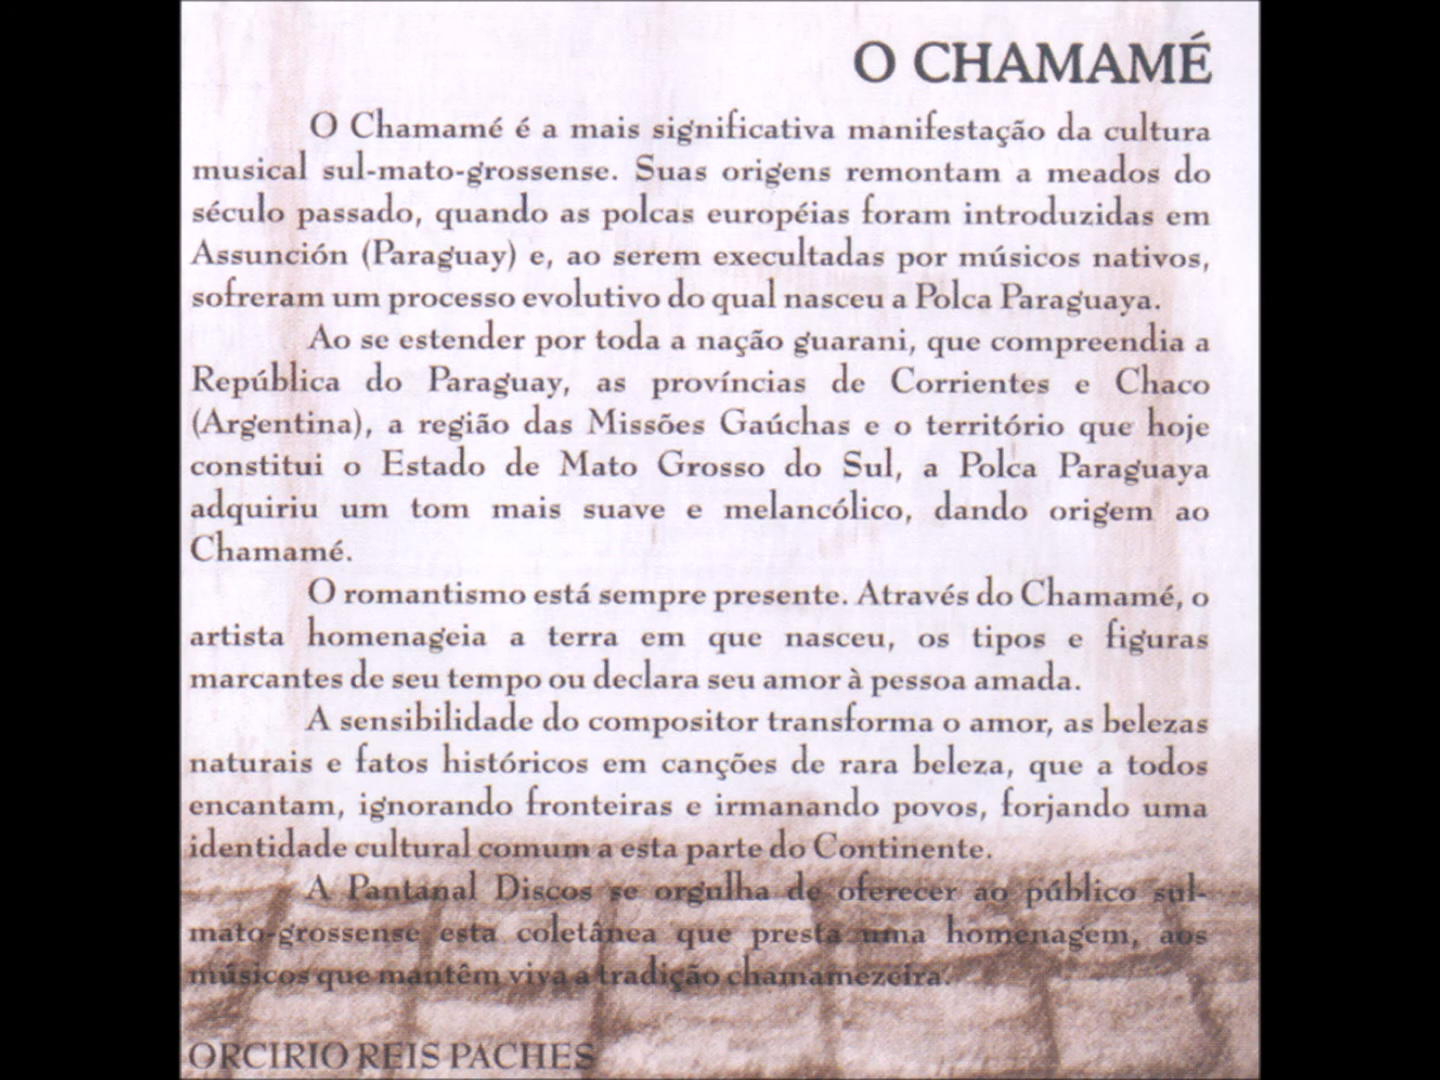 O CHAMAMÉ
O Chamamé é a mais significativa manifestação da cultura
musical sul-mato-grossense. Suas origens remontam a meados do
século passado, quando as polcas européias foram introduzidas em
Assunción (Paraguay) e, ao serem execultadas por músicos nativos,
sofreram um processo evolutivo do qual nasceu a Polca Paraguaya.
Ao se estender por toda a nação guarani, que compreendia a
República do Paraguay, as províncias de Corrientes e Chaco
(Argentina), a região das Missões Gaúchas e o território que hoje
constitui o Estado de Mato Grosso do Sul, a Polca Paraguaya
adquiriu um tom mais suave e melancólico, dando origem ao
Chamamé.
O romantismo está sempre presente. Através do Chamamé, o
artista homenageia a terra em que nasceu, os tipos e figuras
marcantes de seu tempo ou declara seu amor à pessoa amada.
A sensibilidade do compositor transforma o amor, as belezas
naturais e fatos históricos em canções de rara beleza, que a todos
encantam, ignorando fronteiras e irmanando povos, forjando uma
identidade cultural comum a esta parte do Continente.
A Pantanal Discos se orgulha de oferecer ao público sul-
mato-grossense esta coletânea que presta uma homenagem, aos
músicos que mantêm viva a tradição chamamezeira.
ORCIRIO REIS PACHES